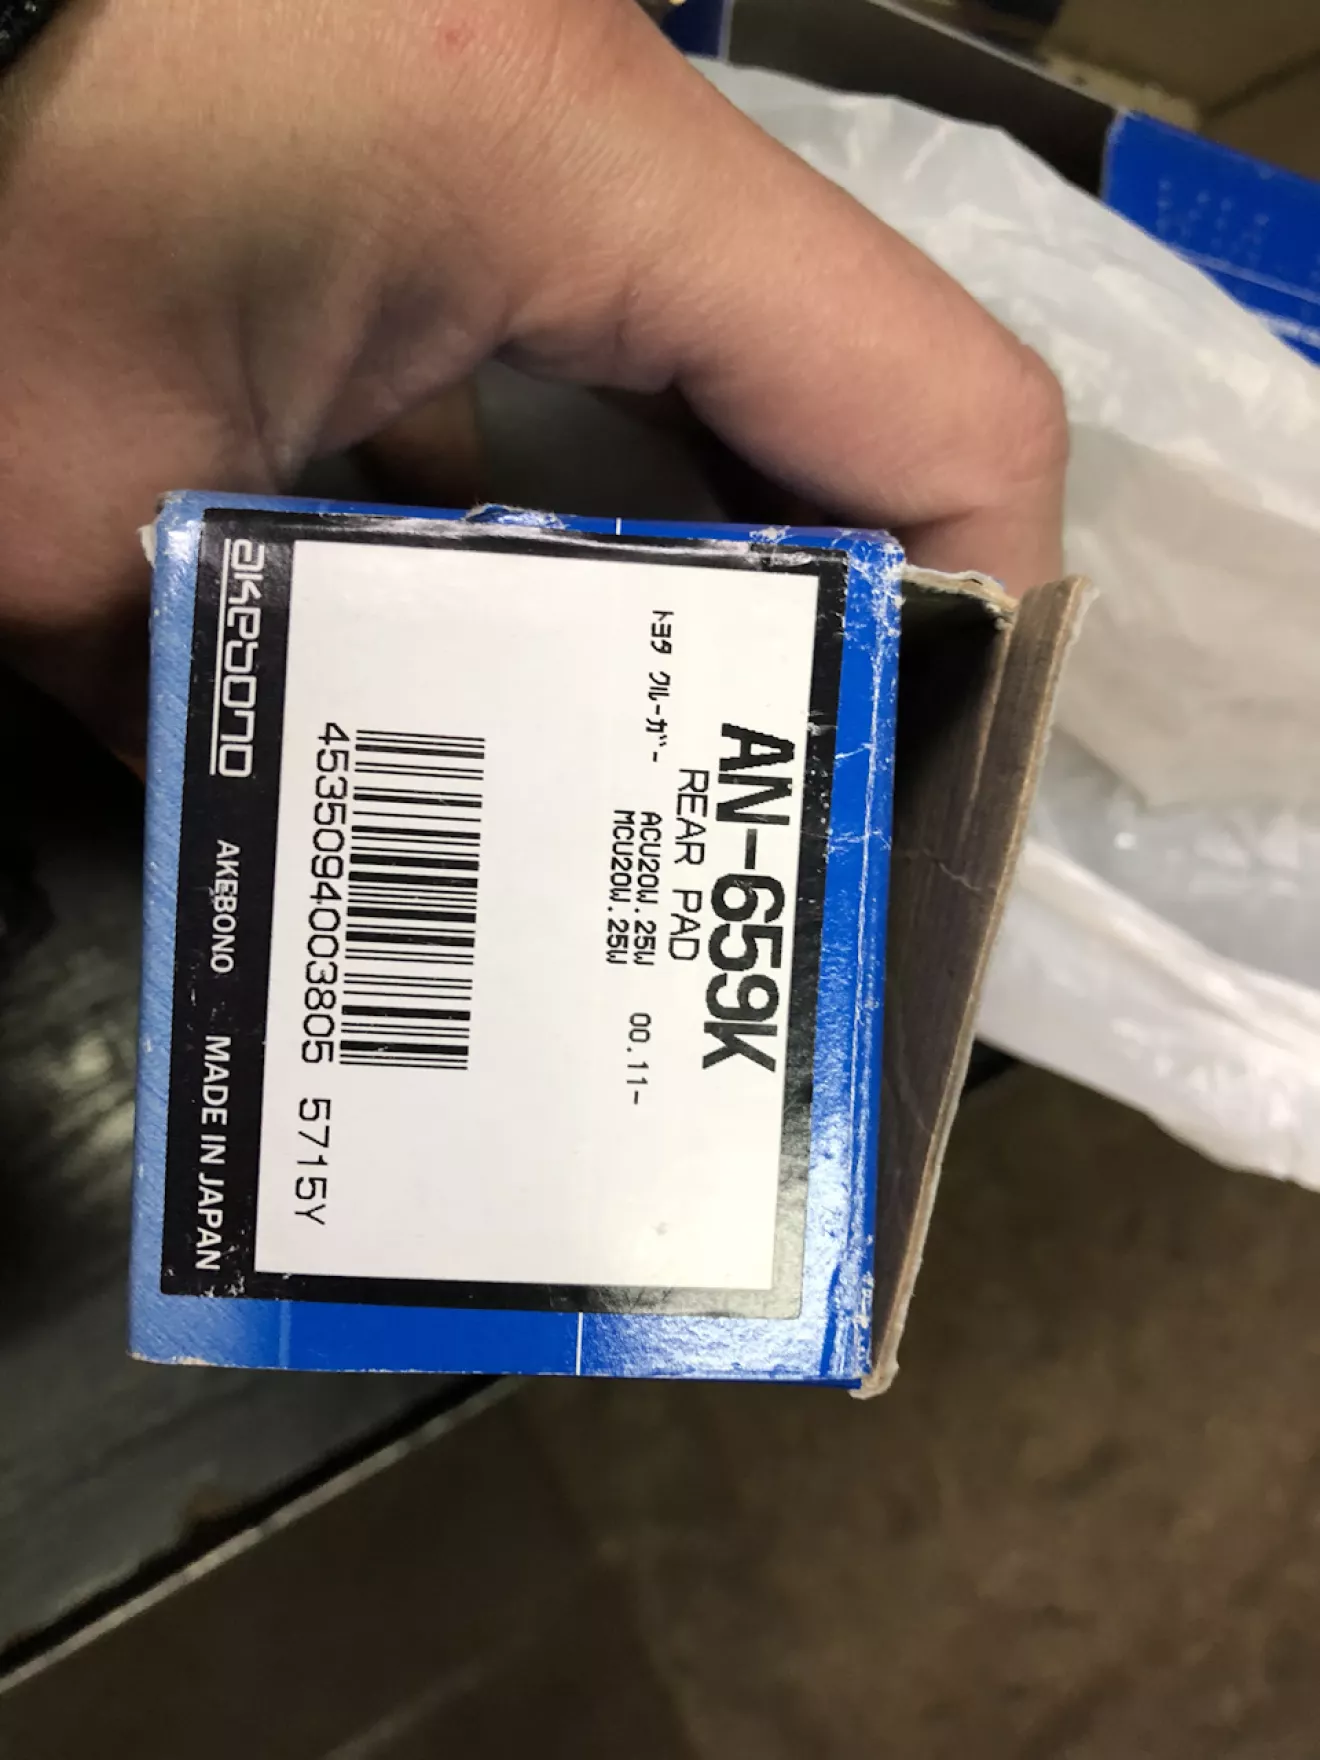 AN-659K
REAR PAD
トヨタ クルーガー ACU20W.25W 00.11-
MCU20W.25W
4535094003805 5715Y
akebono AKEBONO MADE IN JAPAN